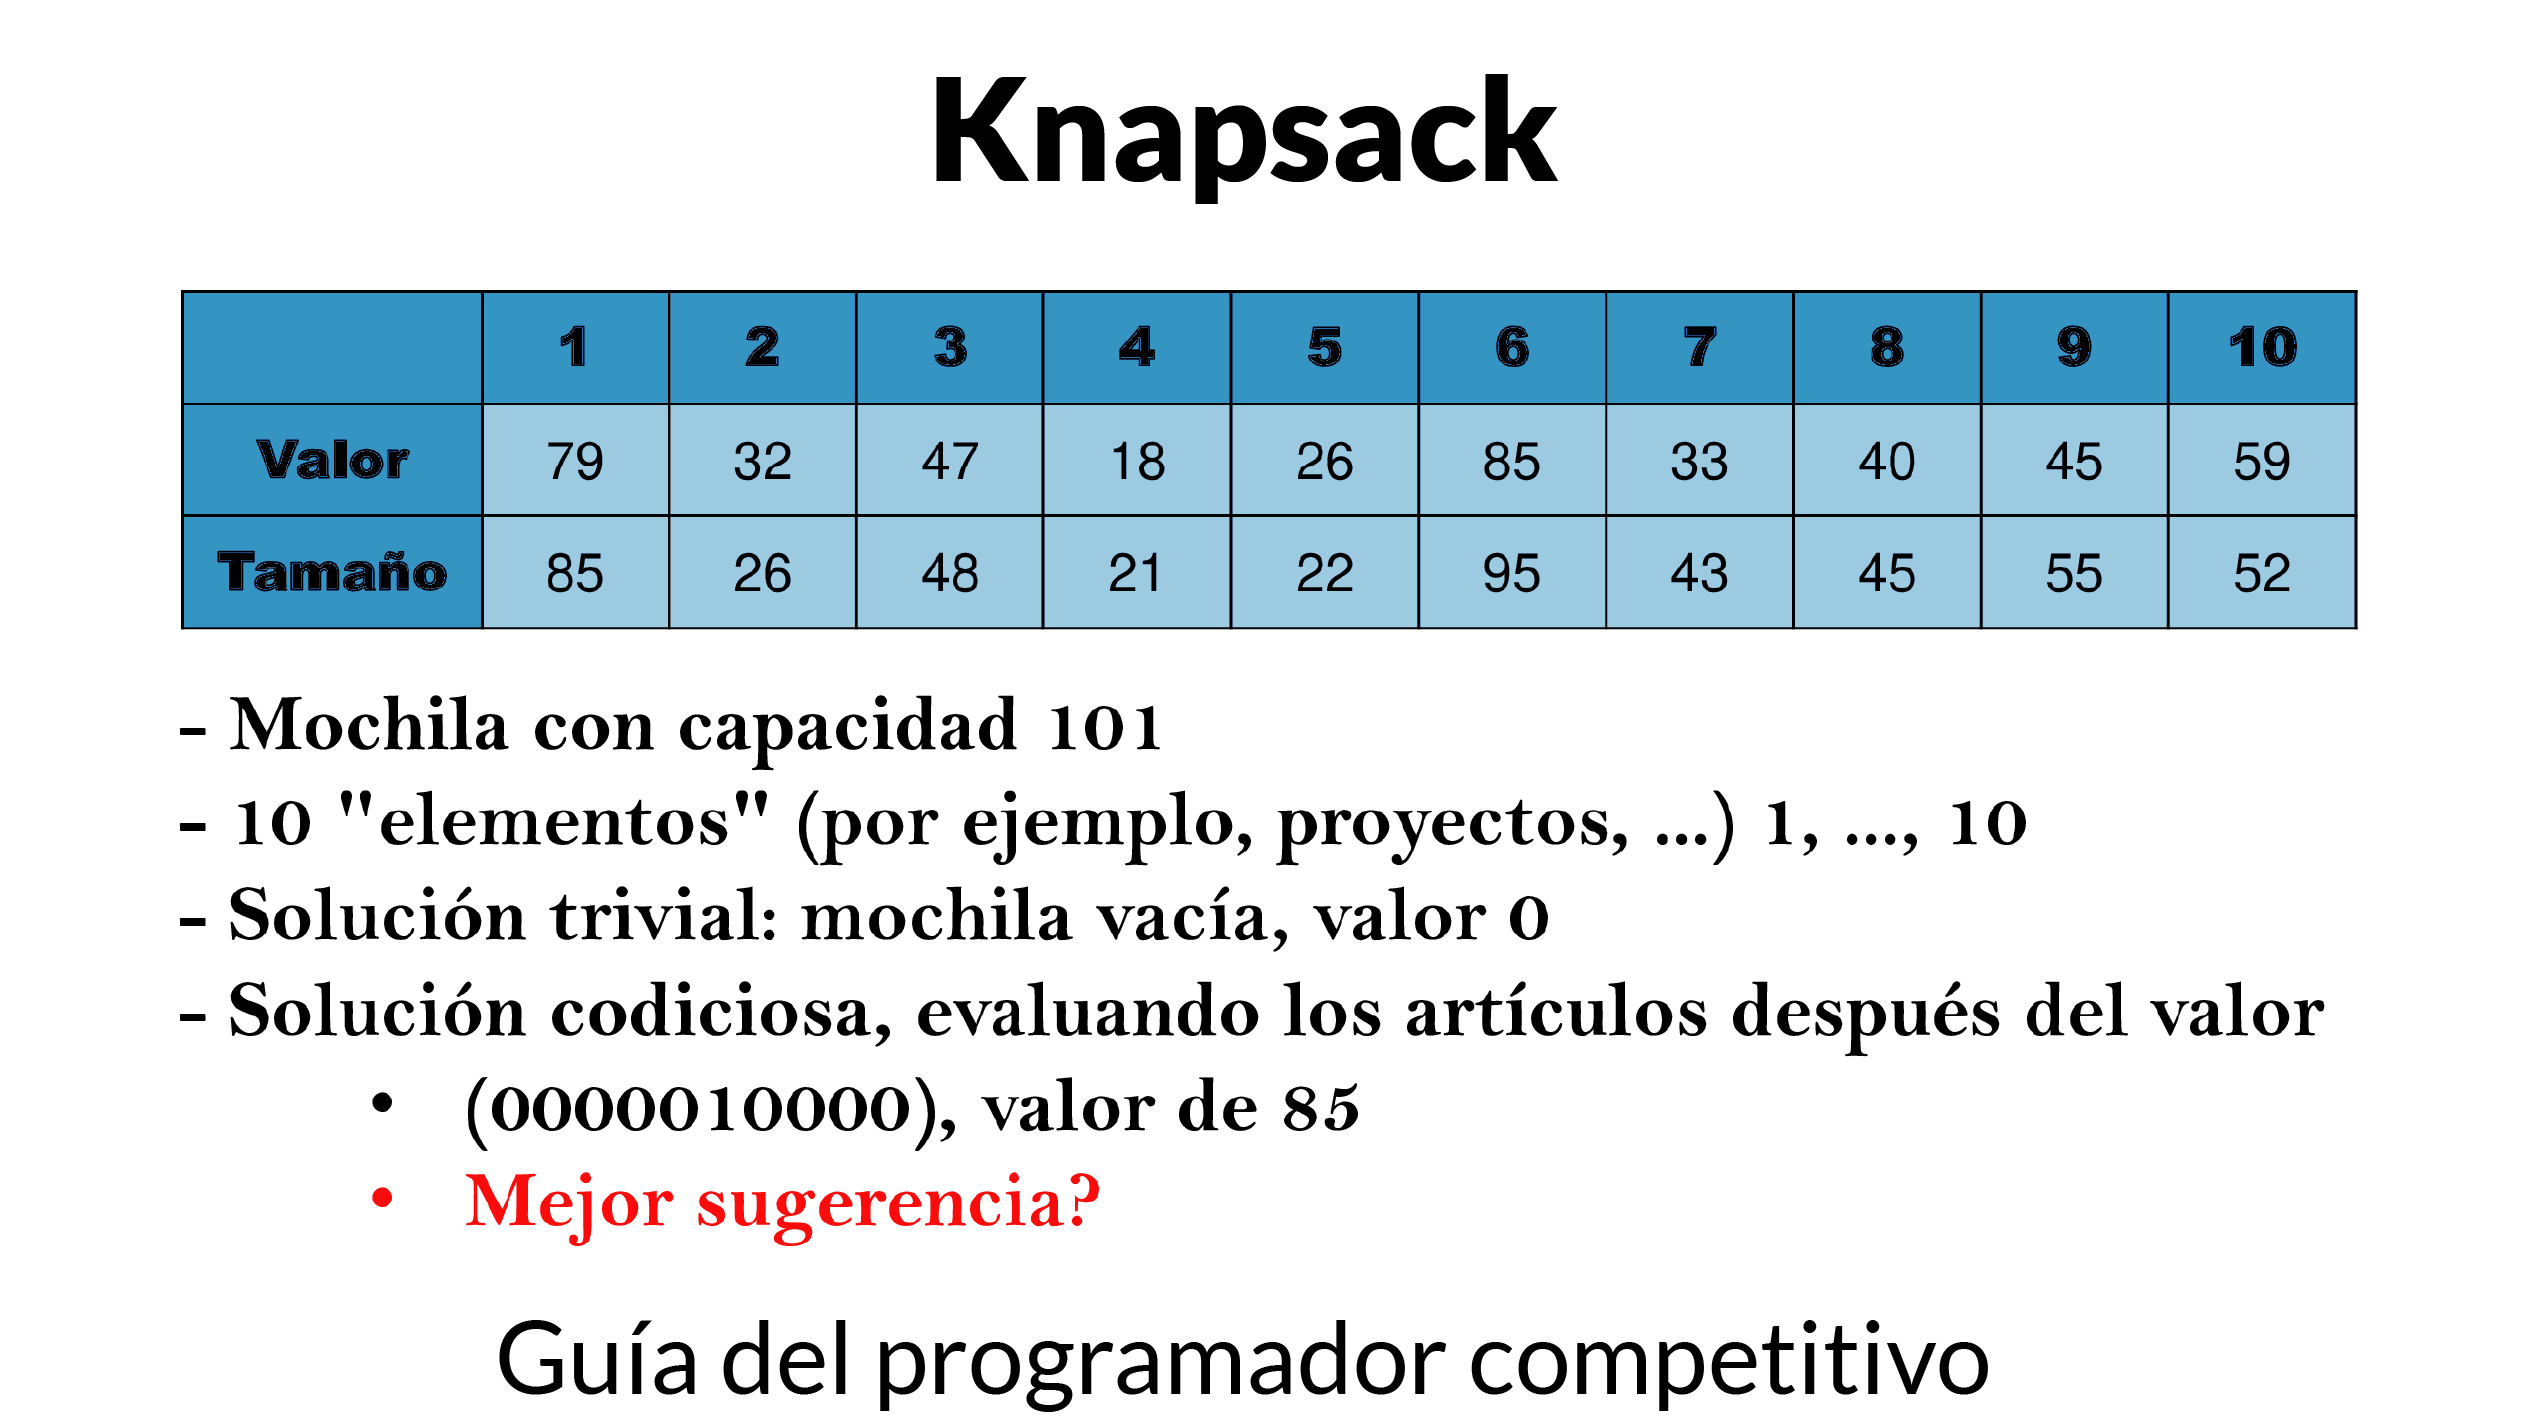 Knapsack
1 2 3 4 5 6 7 8 9 10
Valor 79 32 47 18 26 85 33 40 45 59
Tamaño 85 26 48 21 22 95 43 45 55 52
- Mochila con capacidad 101
- 10 "elementos" (por ejemplo, proyectos, ...) 1, ..., 10
- Solución trivial: mochila vacía, valor 0
- Solución codiciosa, evaluando los artículos después del valor
• (0000010000), valor de 85
• Mejor sugerencia?
Guía del programador competitivo